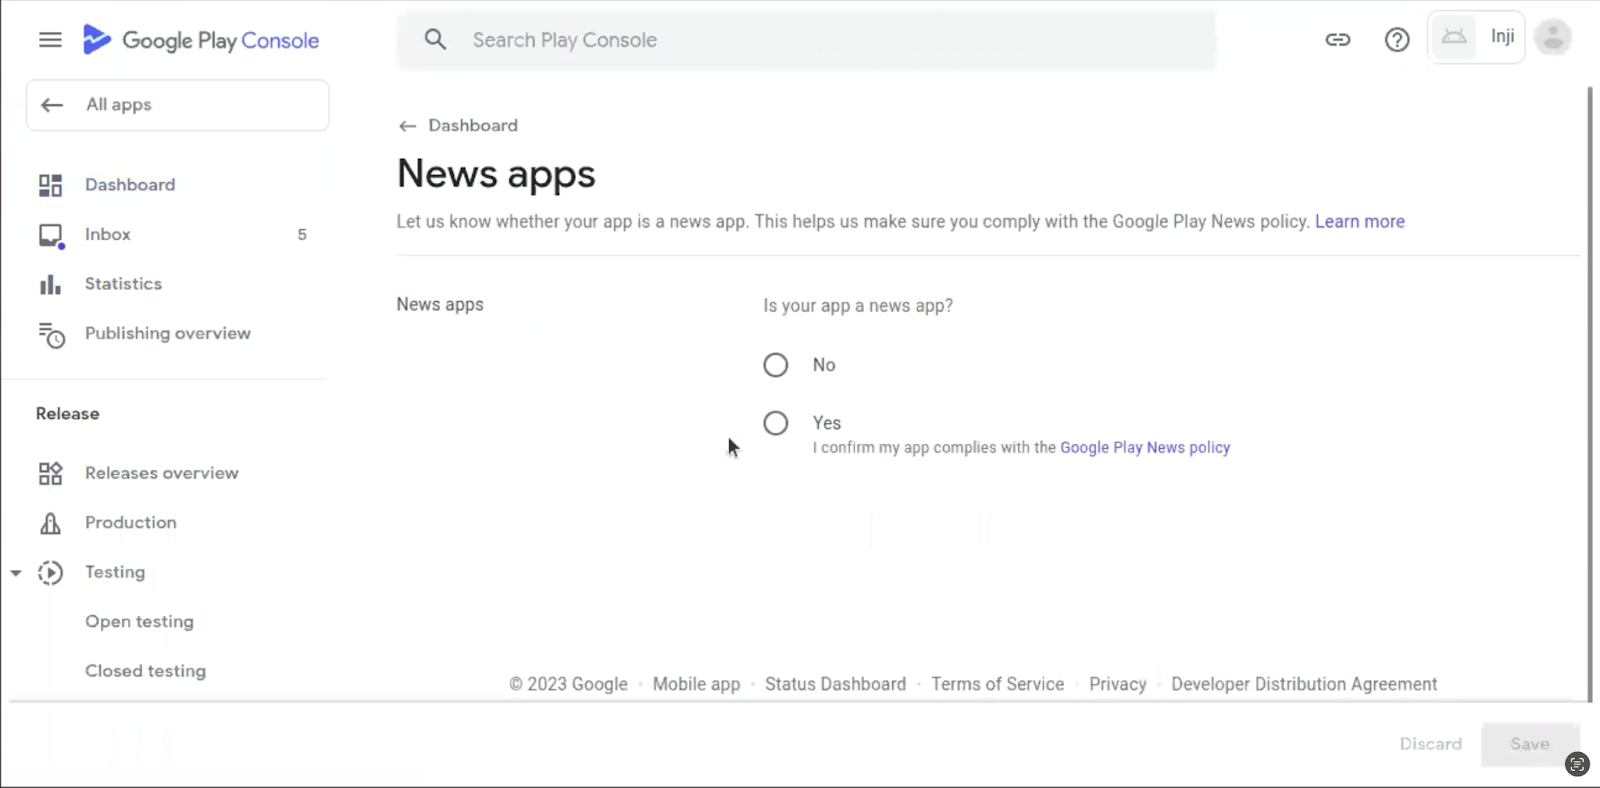 Google Play Console
Search Play Console
Inji
All apps
Dashboard
Inbox 5
Statistics
Publishing overview
Release
Releases overview
Production
Testing
Open testing
Closed testing
Dashboard
News apps
Let us know whether your app is a news app. This helps us make sure you comply with the Google Play News policy. Learn more
News apps
Is your app a news app?
No
Yes
I confirm my app complies with the Google Play News policy
© 2023 Google · Mobile app · Status Dashboard · Terms of Service · Privacy · Developer Distribution Agreement
Discard
Save